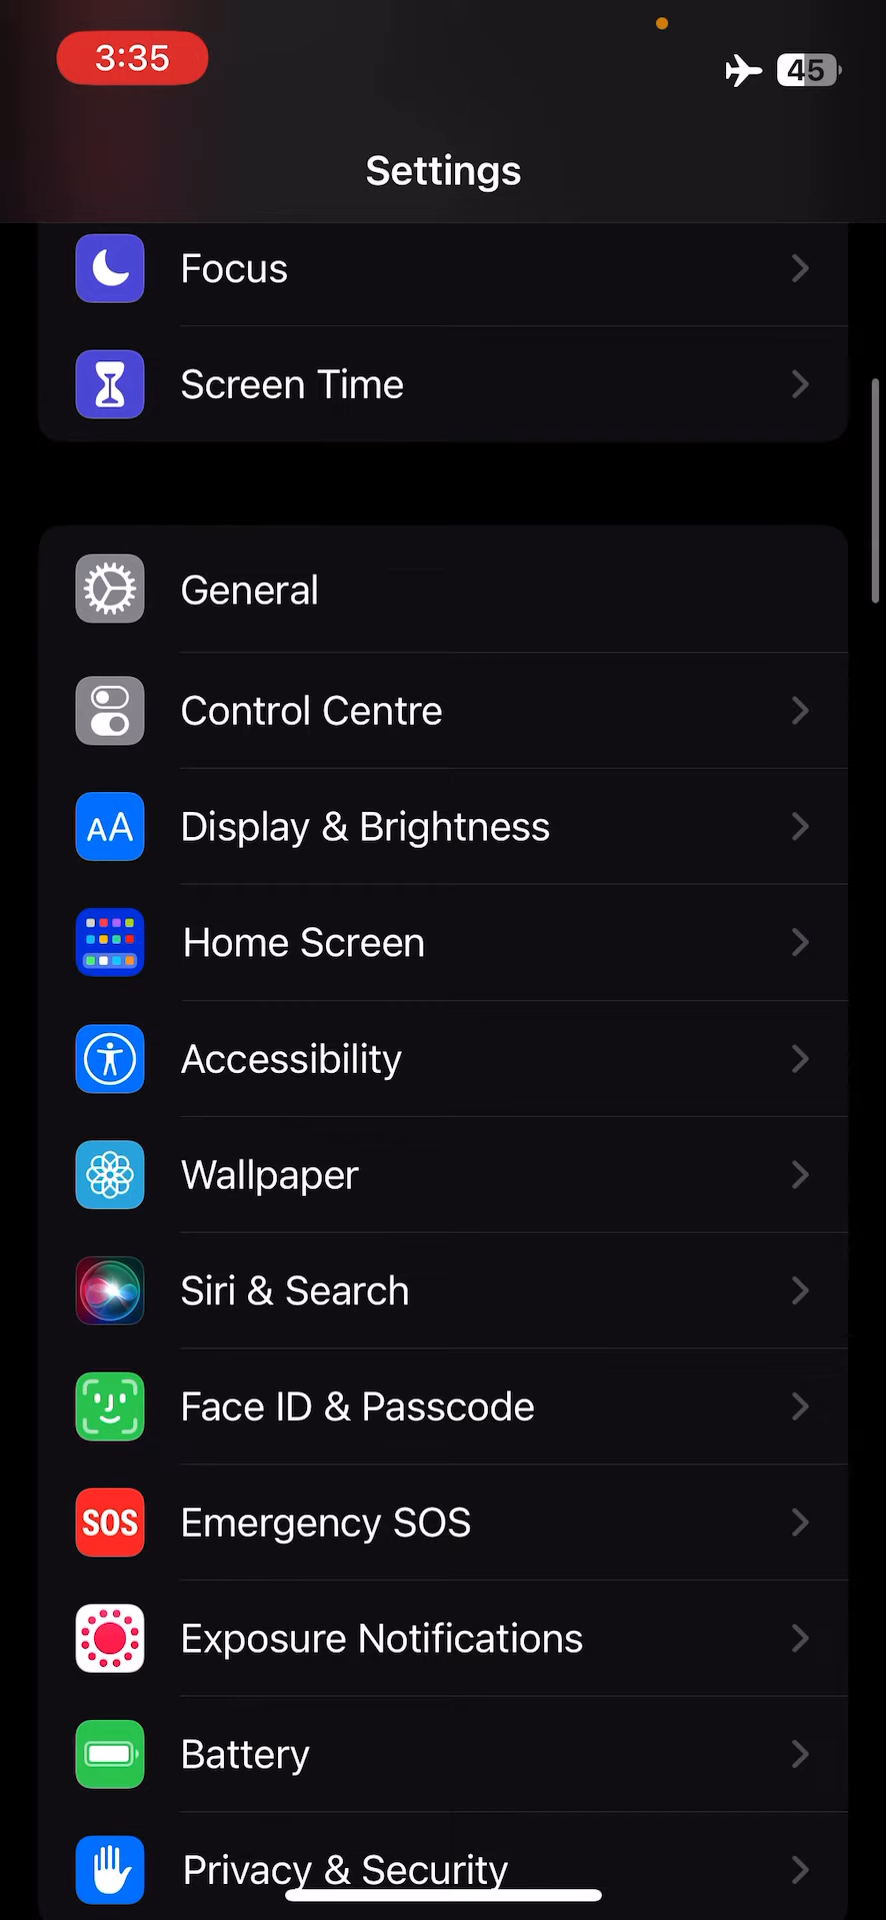 3:35
45
Settings
Focus
Screen Time
General
Control Centre
AA Display & Brightness
Home Screen
Accessibility
Wallpaper
Siri & Search
Face ID & Passcode
SOS Emergency SOS
Exposure Notifications
Battery
Privacy & Security